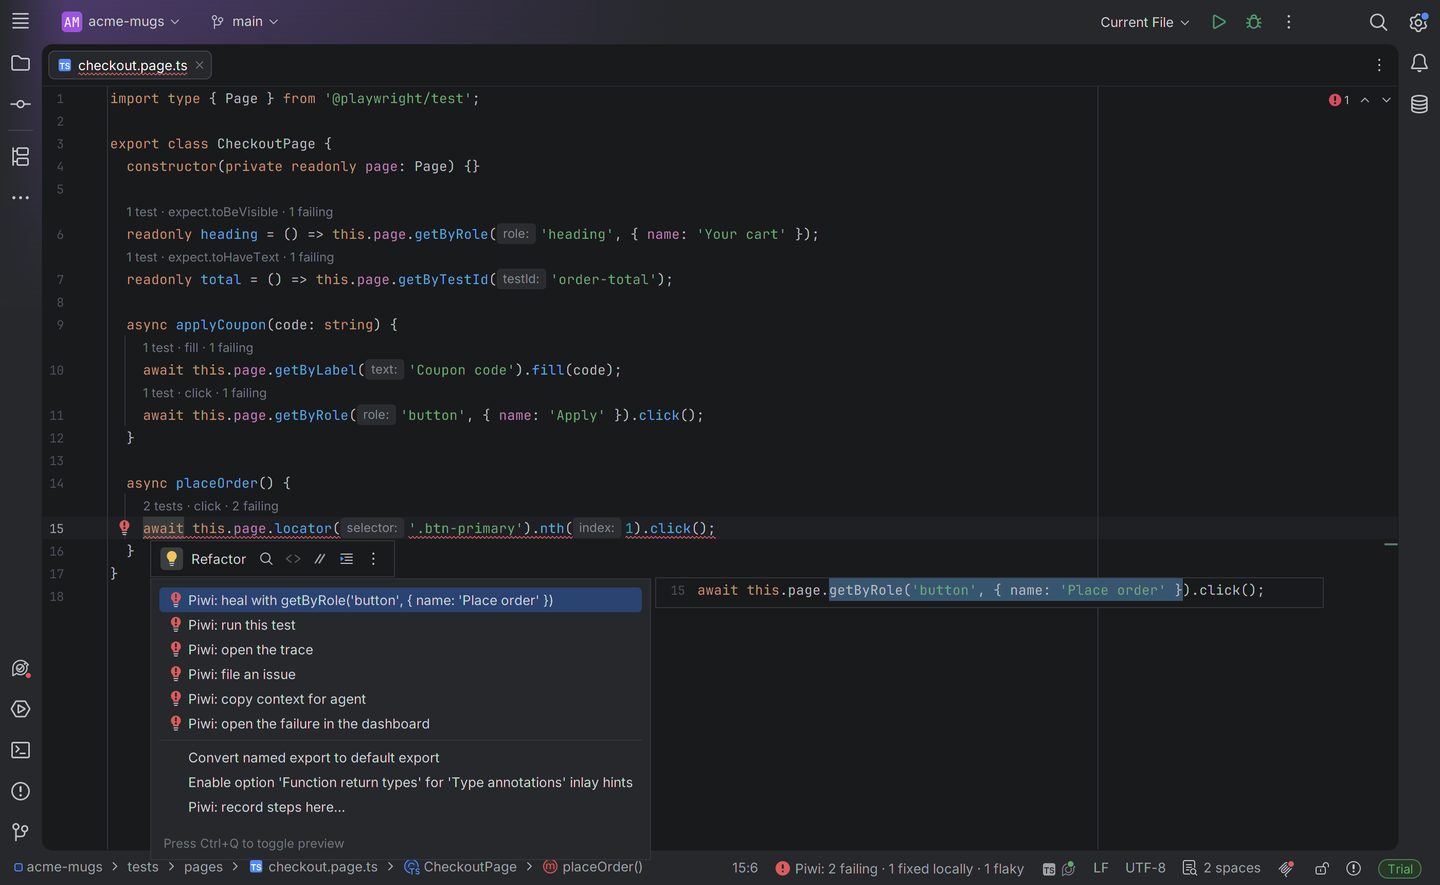 AM acme-mugs main Current File
TS checkout.page.ts
1 import type { Page } from '@playwright/test'; 1
2
3 export class CheckoutPage {
4 constructor(private readonly page: Page) {}
5
1 test · expect.toBeVisible · 1 failing
6 readonly heading = () => this.page.getByRole( role: 'heading', { name: 'Your cart' });
1 test · expect.toHaveText · 1 failing
7 readonly total = () => this.page.getByTestId( testId: 'order-total');
8
9 async applyCoupon(code: string) {
1 test · fill · 1 failing
10 await this.page.getByLabel( text: 'Coupon code').fill(code);
1 test · click · 1 failing
11 await this.page.getByRole( role: 'button', { name: 'Apply' }).click();
12 }
13
14 async placeOrder() {
2 tests · click · 2 failing
15 await this.page.locator( selector: '.btn-primary').nth( index: 1).click();
16 }
17 }
18
Refactor
Piwi: heal with getByRole('button', { name: 'Place order' })
15 await this.page.getByRole('button', { name: 'Place order' }).click();
Piwi: run this test
Piwi: open the trace
Piwi: file an issue
Piwi: copy context for agent
Piwi: open the failure in the dashboard
Convert named export to default export
Enable option 'Function return types' for 'Type annotations' inlay hints
Piwi: record steps here...
Press Ctrl+Q to toggle preview
acme-mugs > tests > pages > TS checkout.page.ts > CheckoutPage > m placeOrder() 15:6 Piwi: 2 failing · 1 fixed locally · 1 flaky TS LF UTF-8 2 spaces Trial